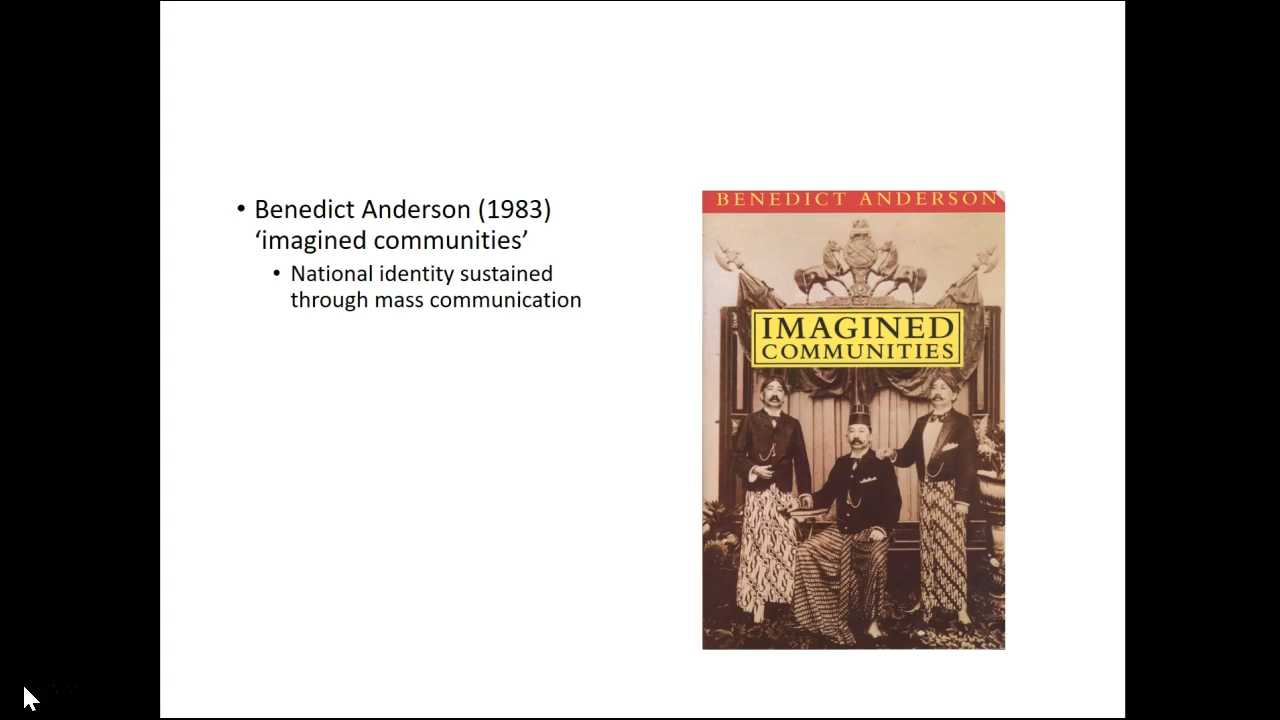 • Benedict Anderson (1983)
‘imagined communities’
• National identity sustained
through mass communication
BENEDICT ANDERSON
IMAGINED
COMMUNITIES